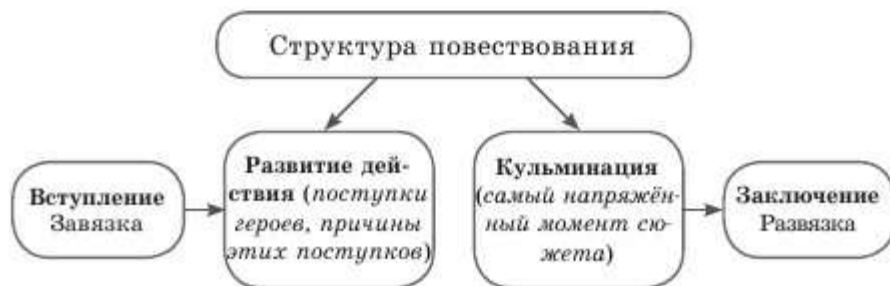 Структура повествования
Вступление
Завязка
Развитие дей-
ствия (поступки
героев, причины
этих поступков)
Кульминация
(самый напряжён-
ный момент сю-
жета)
Заключение
Развязка